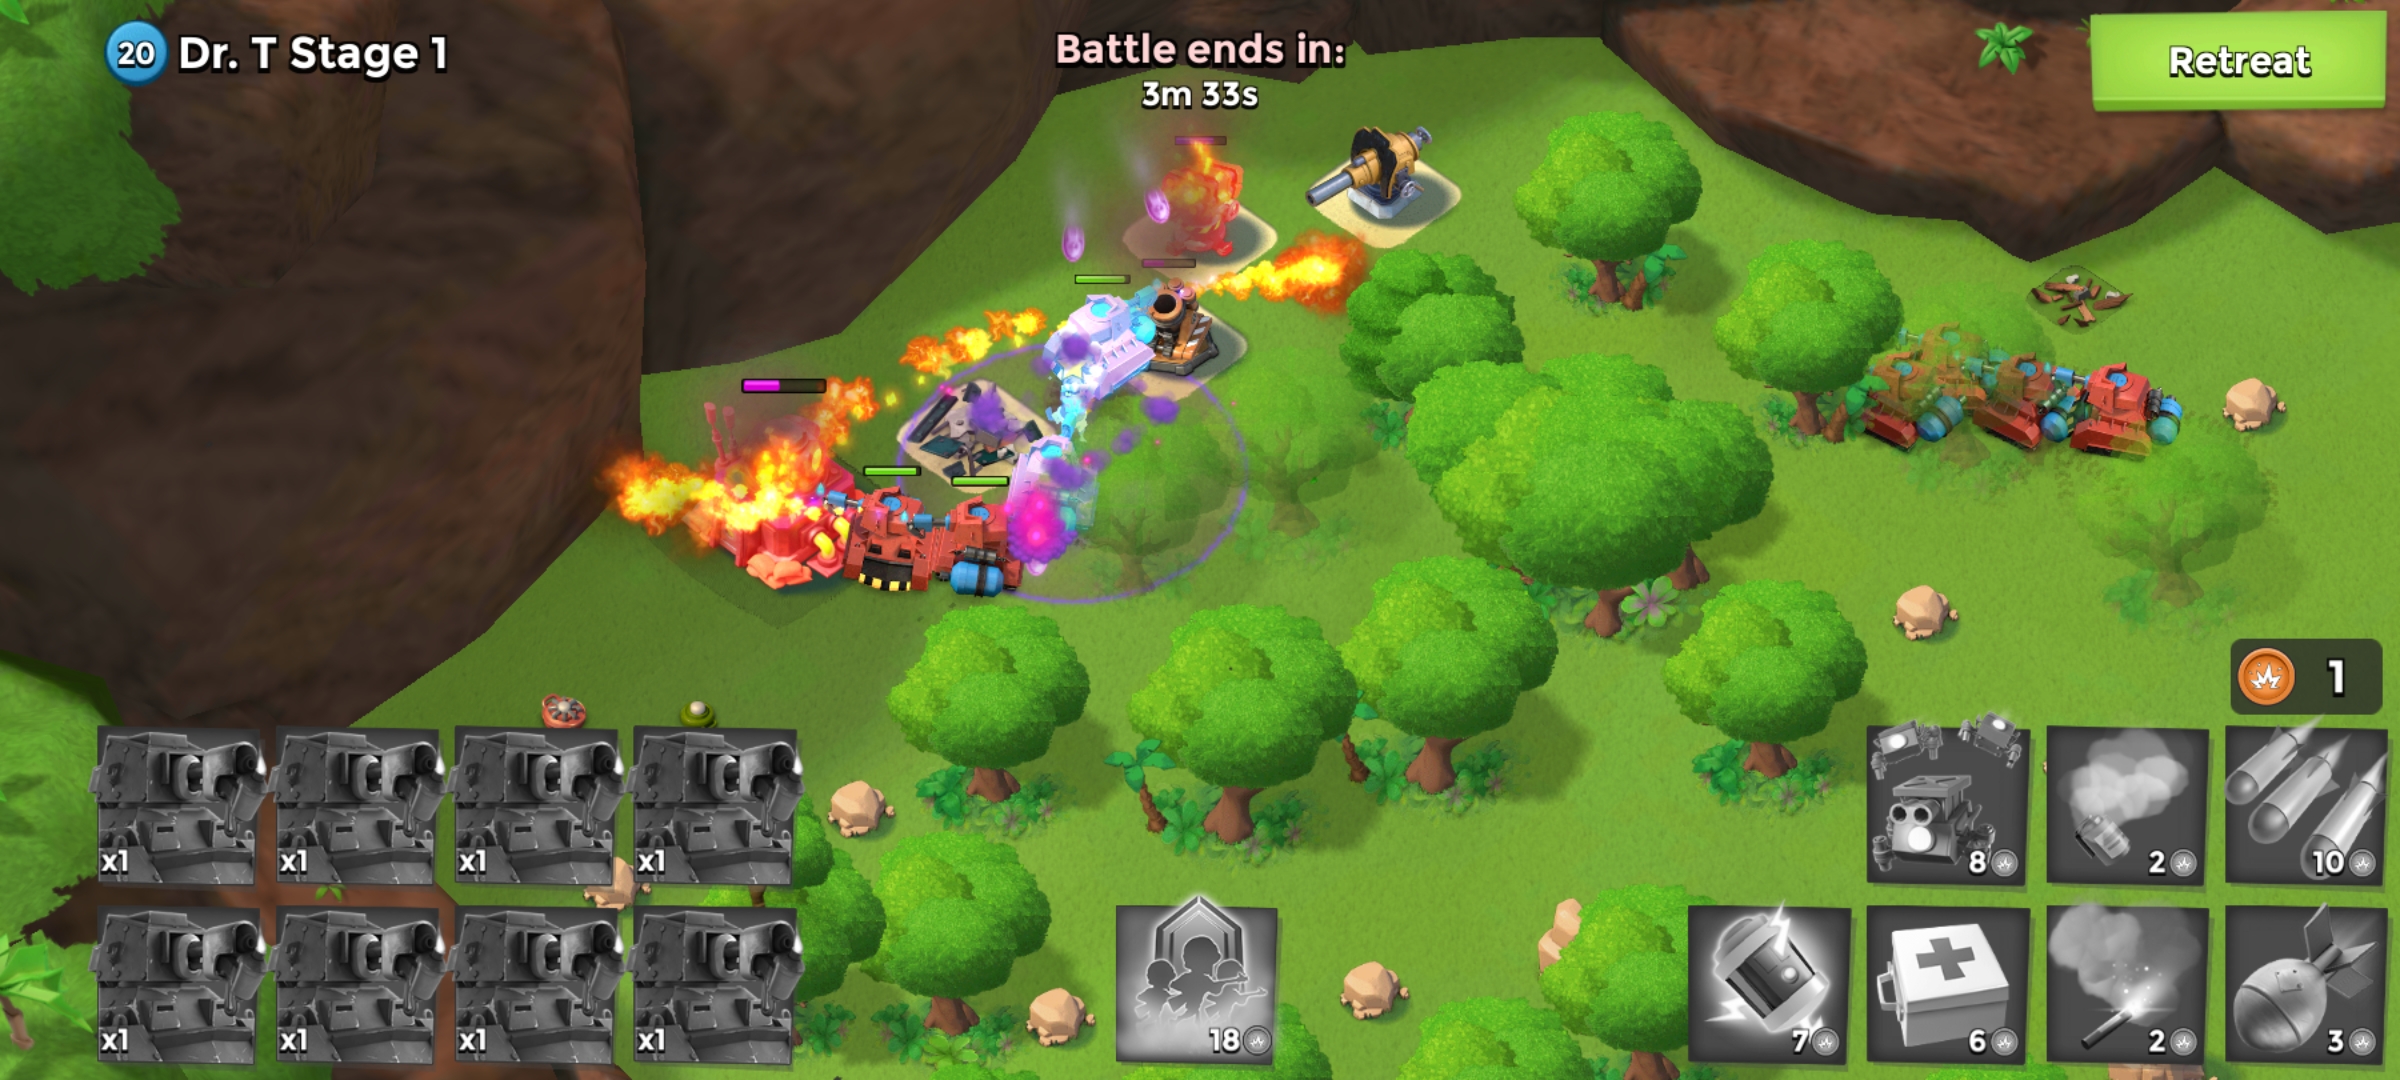 20 Dr. T Stage 1
Battle ends in:
3m 33s
Retreat
1
x1 x1 x1 x1
8 2 10
x1 x1 x1 x1
18 7 6 2 3